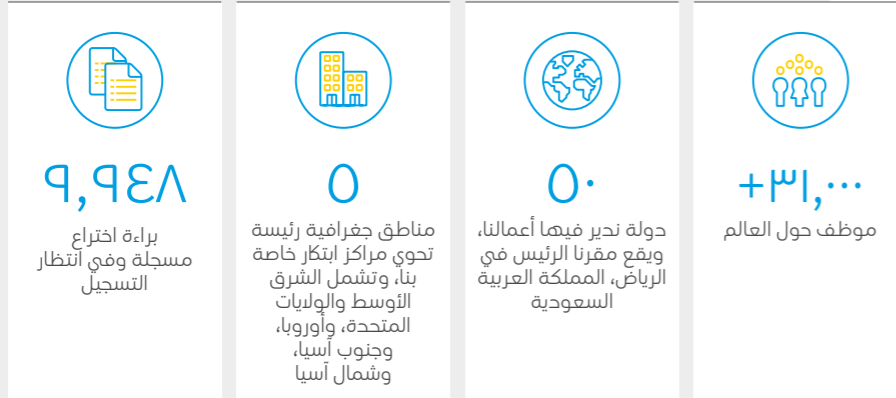 +٣١,٠٠٠
موظف حول العالم
٥٠
دولة ندير فيها أعمالنا،
ويقع مقرنا الرئيس في
الرياض، المملكة العربية
السعودية
٥
مناطق جغرافية رئيسة
تحوي مراكز ابتكار خاصة
بنا، وتشمل الشرق
الأوسط والولايات
المتحدة، وأوروبا،
وجنوب آسيا،
وشمال آسيا
٩,٩٤٨
براءة اختراع
مسجلة وفي انتظار
التسجيل